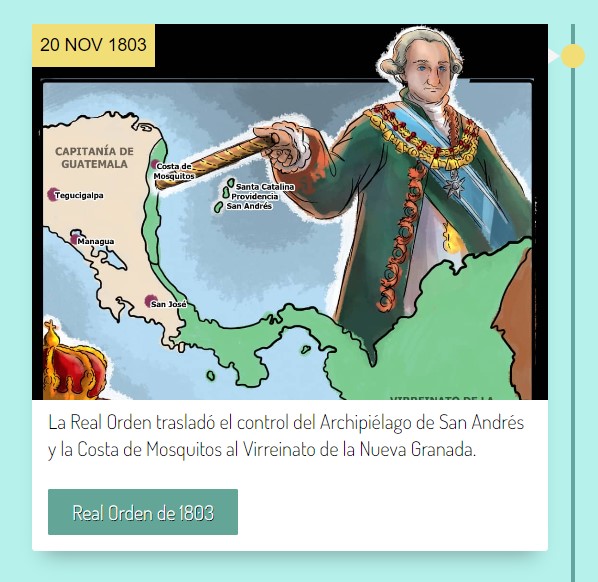 20 NOV 1803
CAPITANÍA DE
GUATEMALA
Costa de
Mosquitos
Tegucigalpa
Santa Catalina
Providencia
San Andrés
Managua
San José
VIRREINATO DE LA
La Real Orden trasladó el control del Archipiélago de San Andrés
y la Costa de Mosquitos al Virreinato de la Nueva Granada.
Real Orden de 1803